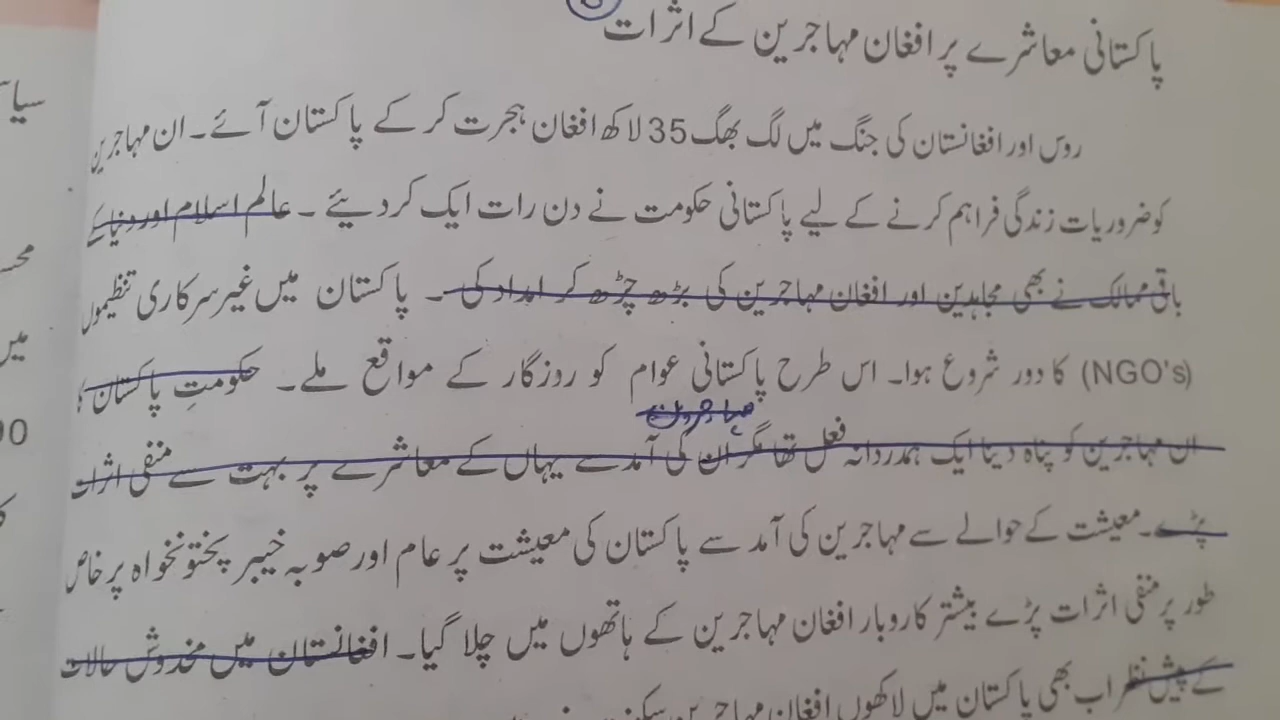 پاکستانی معاشرے پر افغان مہاجرین کے اثرات
روس اور افغانستان کی جنگ میں لگ بھگ 35 لاکھ افغان ہجرت کر کے پاکستان آئے۔ ان مہاجرین
کو ضروریات زندگی فراہم کرنے کے لیے پاکستانی حکومت نے دن رات ایک کر دیئے ۔ عالم اسلام اور دنیا کے
باقی ممالک نے بھی مجاہدین اور افغان مہاجرین کی بڑھ چڑھ کر امداد کی ۔ پاکستان میں غیر سرکاری تنظیموں
(NGO's) کا دور شروع ہوا۔ اس طرح پاکستانی عوام کو روزگار کے مواقع ملے۔ حکومتِ پاکستان کا
مہاجرین
ان مہاجرین کو پناہ دینا ایک ہمدردانہ فعل تھا مگر ان کی آمد سے یہاں کے معاشرے پر بہت سے منفی اثرات
پڑے۔ معیشت کے حوالے سے مہاجرین کی آمد سے پاکستان کی معیشت پر عام اور صوبہ خیبر پختونخواہ پر خاص
طور پر منفی اثرات پڑے بیشتر کاروبار افغان مہاجرین کے ہاتھوں میں چلا گیا۔ افغانستان میں مخدوش حالات
کے پیش نظر اب بھی پاکستان میں لاکھوں افغان مہاجرین
سیا
محسو
میں
90